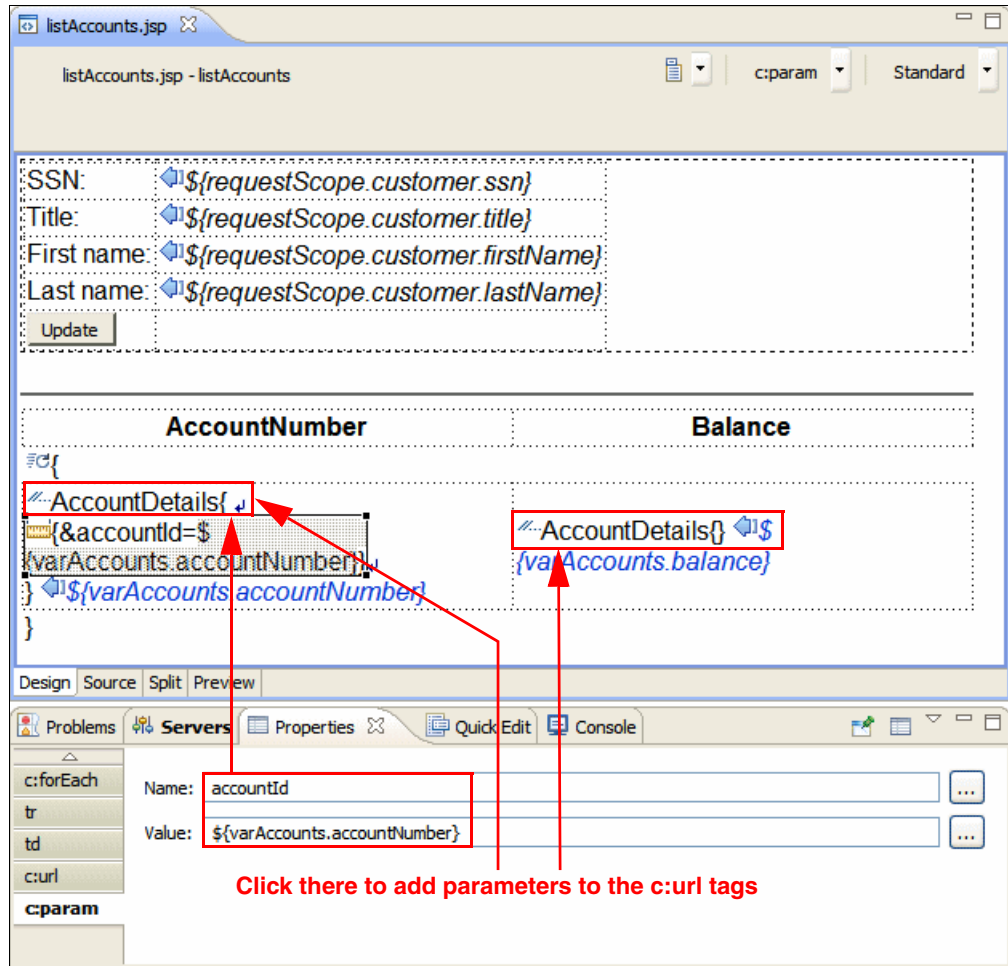 listAccounts.jsp
listAccounts.jsp - listAccounts
c:param
Standard
SSN: ${requestScope.customer.ssn}
Title: ${requestScope.customer.title}
First name: ${requestScope.customer.firstName}
Last name: ${requestScope.customer.lastName}
Update
AccountNumber Balance
{
AccountDetails{
{&accountId=$
{varAccounts.accountNumber}}
} ${varAccounts.accountNumber}
AccountDetails{} $
{varAccounts.balance}
}
Design Source Split Preview
Problems Servers Properties Quick Edit Console
c:forEach
tr
td
c:url
c:param
Name: accountId ...
Value: ${varAccounts.accountNumber} ...
Click there to add parameters to the c:url tags